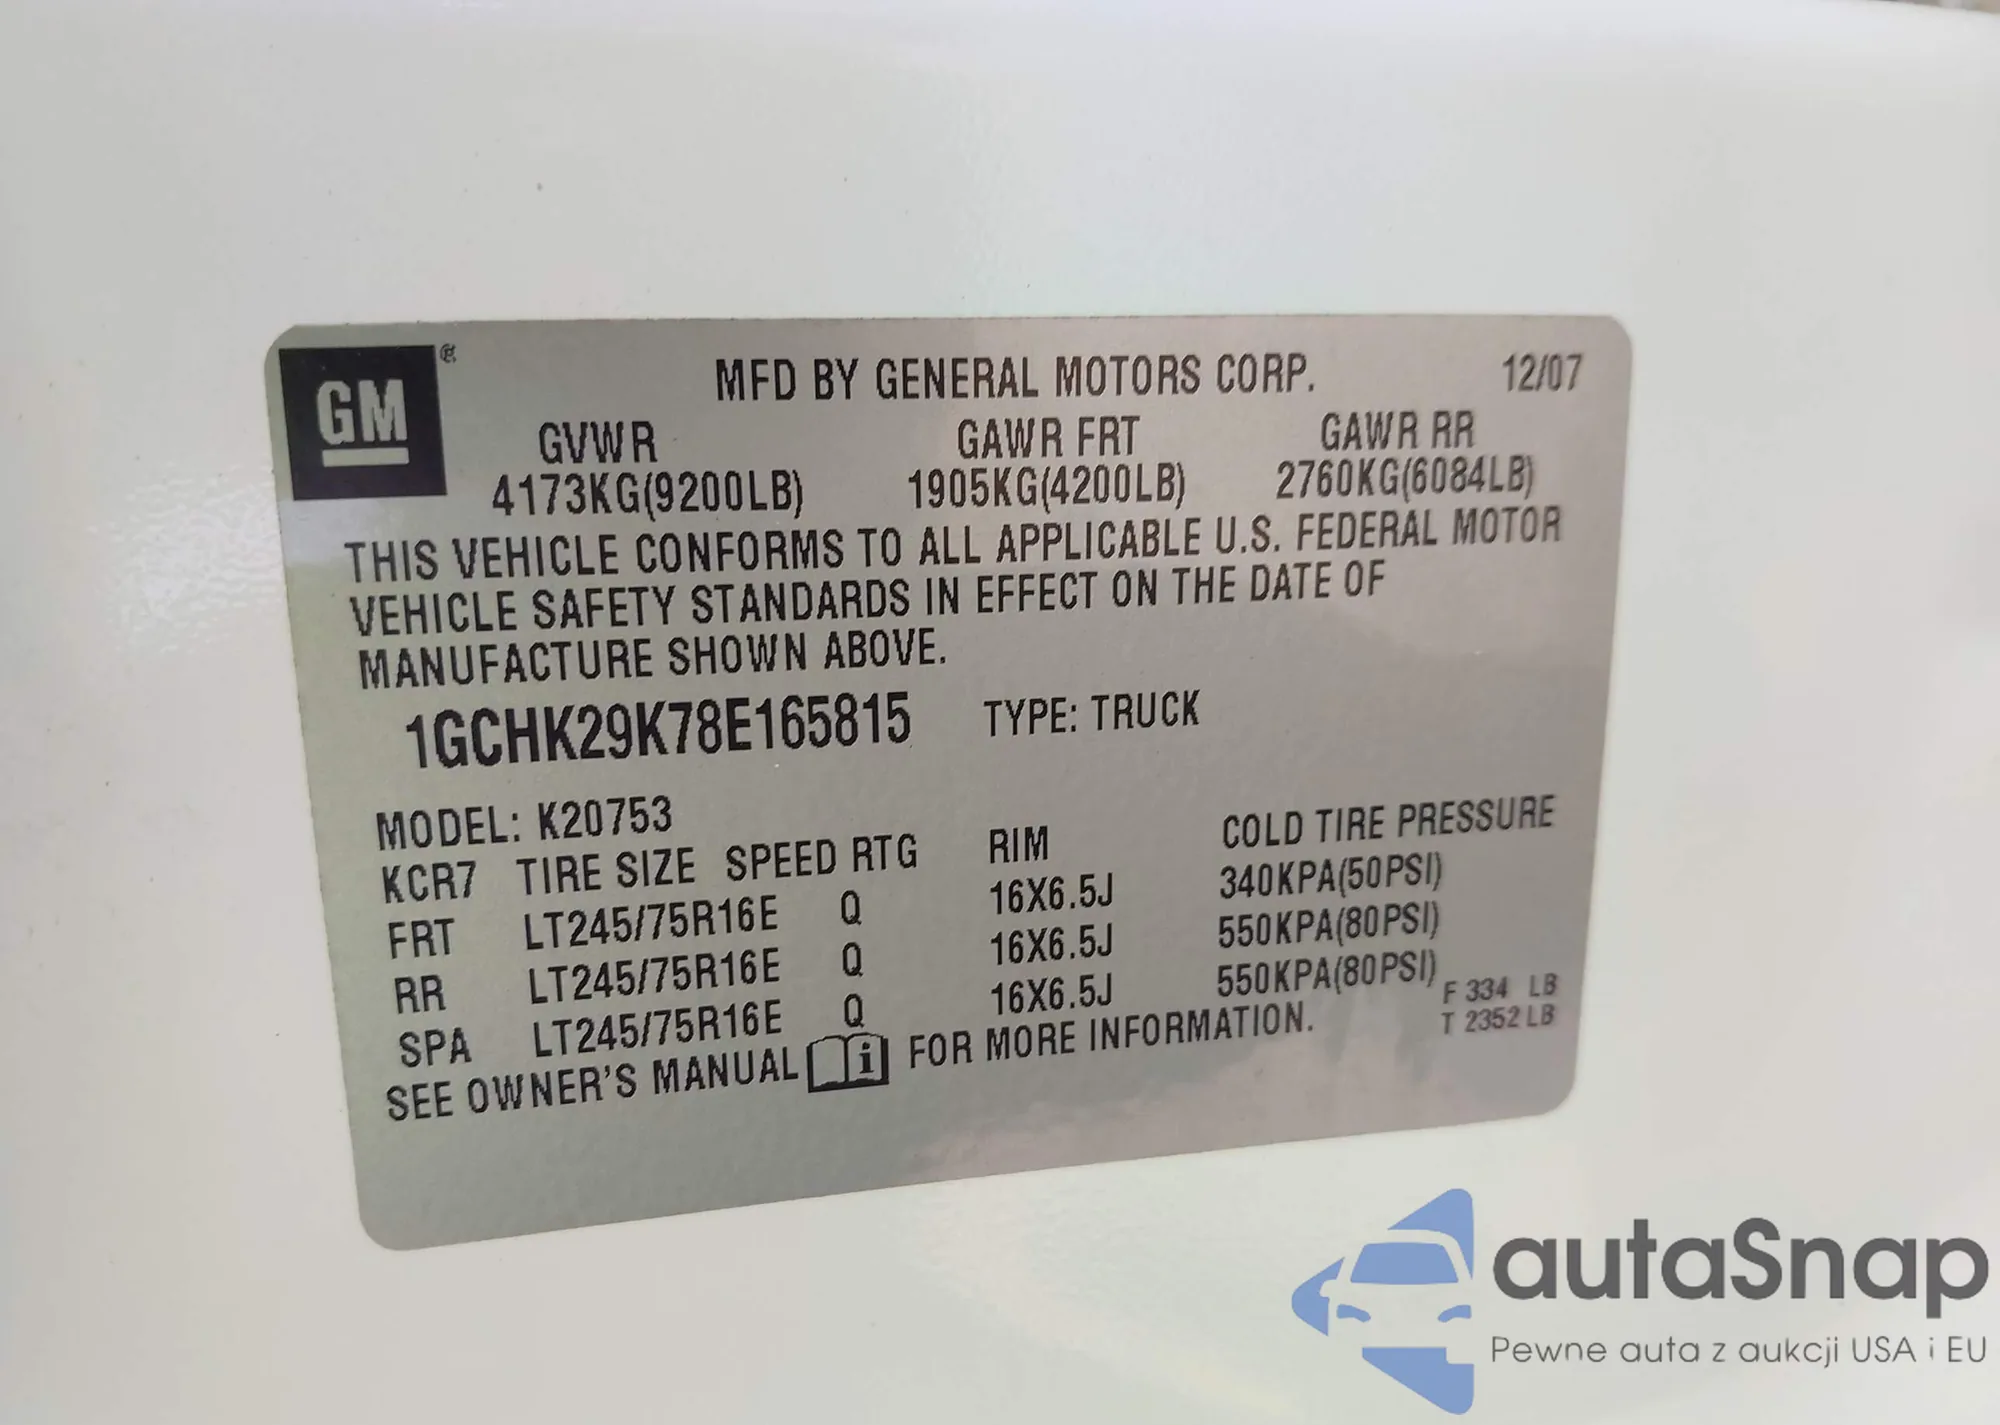 GM ®
MFD BY GENERAL MOTORS CORP. 12/07
GVWR GAWR FRT GAWR RR
4173KG(9200LB) 1905KG(4200LB) 2760KG(6084LB)
THIS VEHICLE CONFORMS TO ALL APPLICABLE U.S. FEDERAL MOTOR
VEHICLE SAFETY STANDARDS IN EFFECT ON THE DATE OF
MANUFACTURE SHOWN ABOVE.
1GCHK29K78E165815 TYPE: TRUCK
MODEL: K20753
KCR7 TIRE SIZE SPEED RTG RIM COLD TIRE PRESSURE
FRT LT245/75R16E Q 16X6.5J 340KPA(50PSI)
RR LT245/75R16E Q 16X6.5J 550KPA(80PSI)
SPA LT245/75R16E Q 16X6.5J 550KPA(80PSI)
SEE OWNER'S MANUAL i FOR MORE INFORMATION.
F 334 LB
T 2352 LB
autaSnap
Pewne auta z aukcji USA i EU